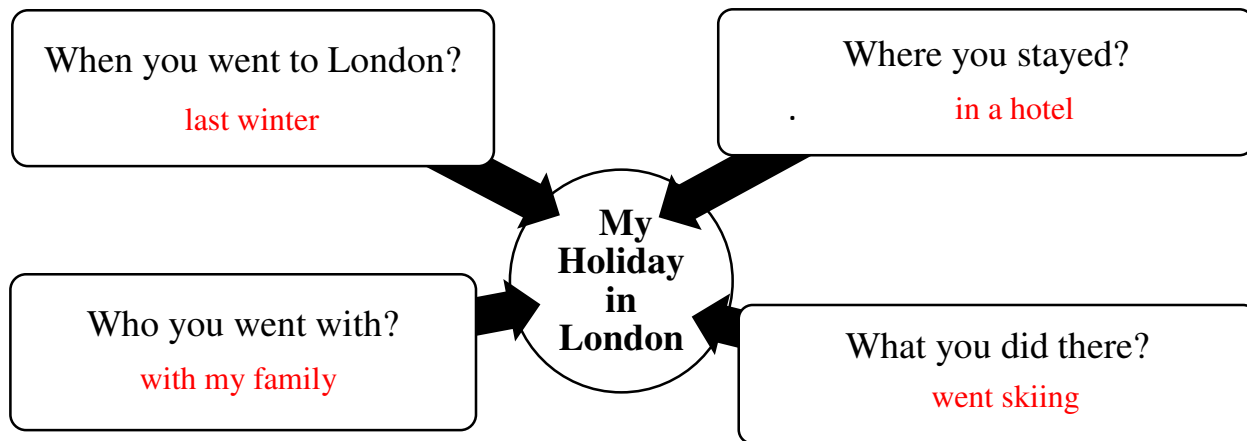 When you went to London?
last winter
Where you stayed?
.
in a hotel
My
Holiday
in
London
Who you went with?
with my family
What you did there?
went skiing